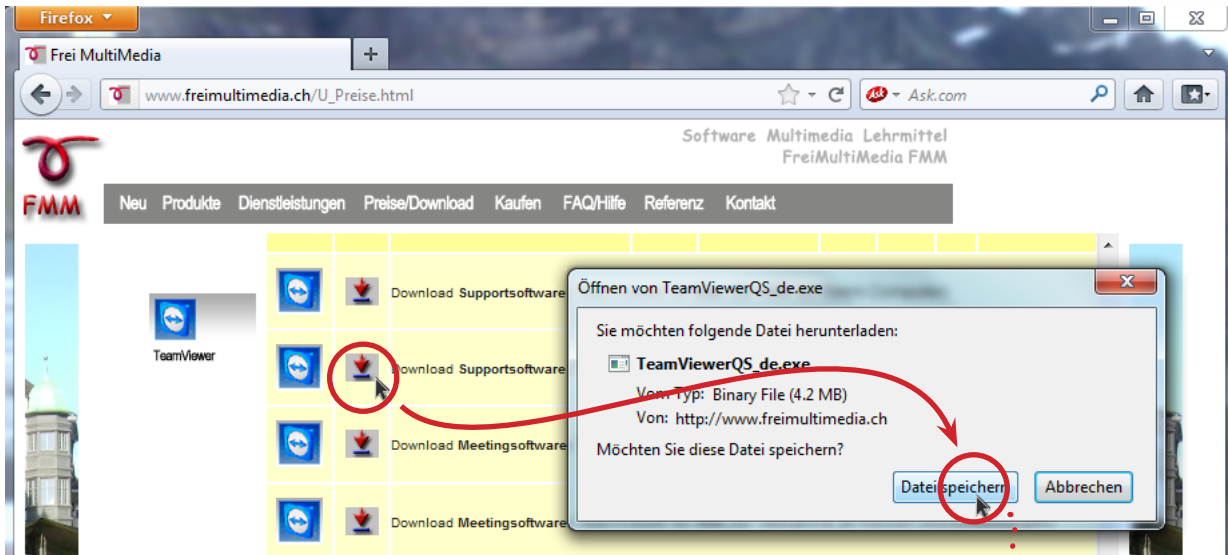 Firefox
Frei MultiMedia
www.freimultimedia.ch/U_Preise.html
Ask
Ask.com
Software Multimedia Lehrmittel
FreiMultiMedia FMM
FMM
Neu Produkte Dienstleistungen Preise/Download Kaufen FAQ/Hilfe Referenz Kontakt
TeamViewer
Download Supportsoftware
Download Supportsoftware
Download Meetingsoftware
Download Meetingsoftware
Öffnen von TeamViewerQS_de.exe
Sie möchten folgende Datei herunterladen:
TeamViewerQS_de.exe
Vom Typ: Binary File (4.2 MB)
Von: http://www.freimultimedia.ch
Möchten Sie diese Datei speichern?
Datei speichern Abbrechen